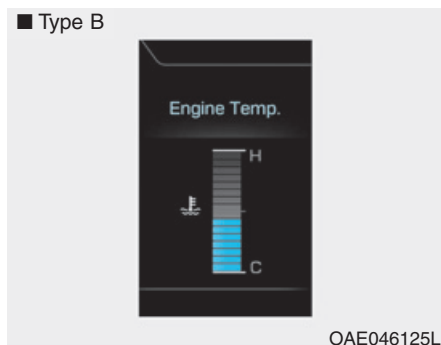 ■ Type B
Engine Temp.
H
C
OAE046125L